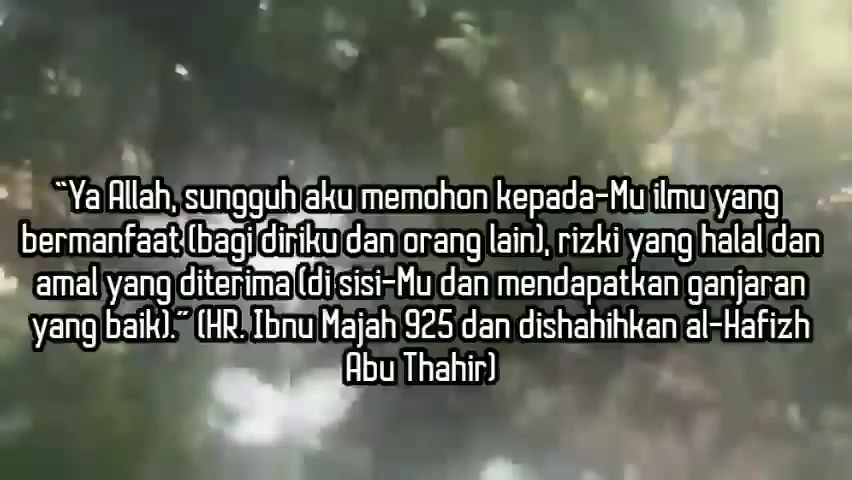 “Ya Allah, sungguh aku memohon kepada-Mu ilmu yang
bermanfaat (bagi diriku dan orang lain), rizki yang halal dan
amal yang diterima (di sisi-Mu dan mendapatkan ganjaran
yang baik).” (HR. Ibnu Majah 925 dan dishahihkan al-Hafizh
Abu Thahir)